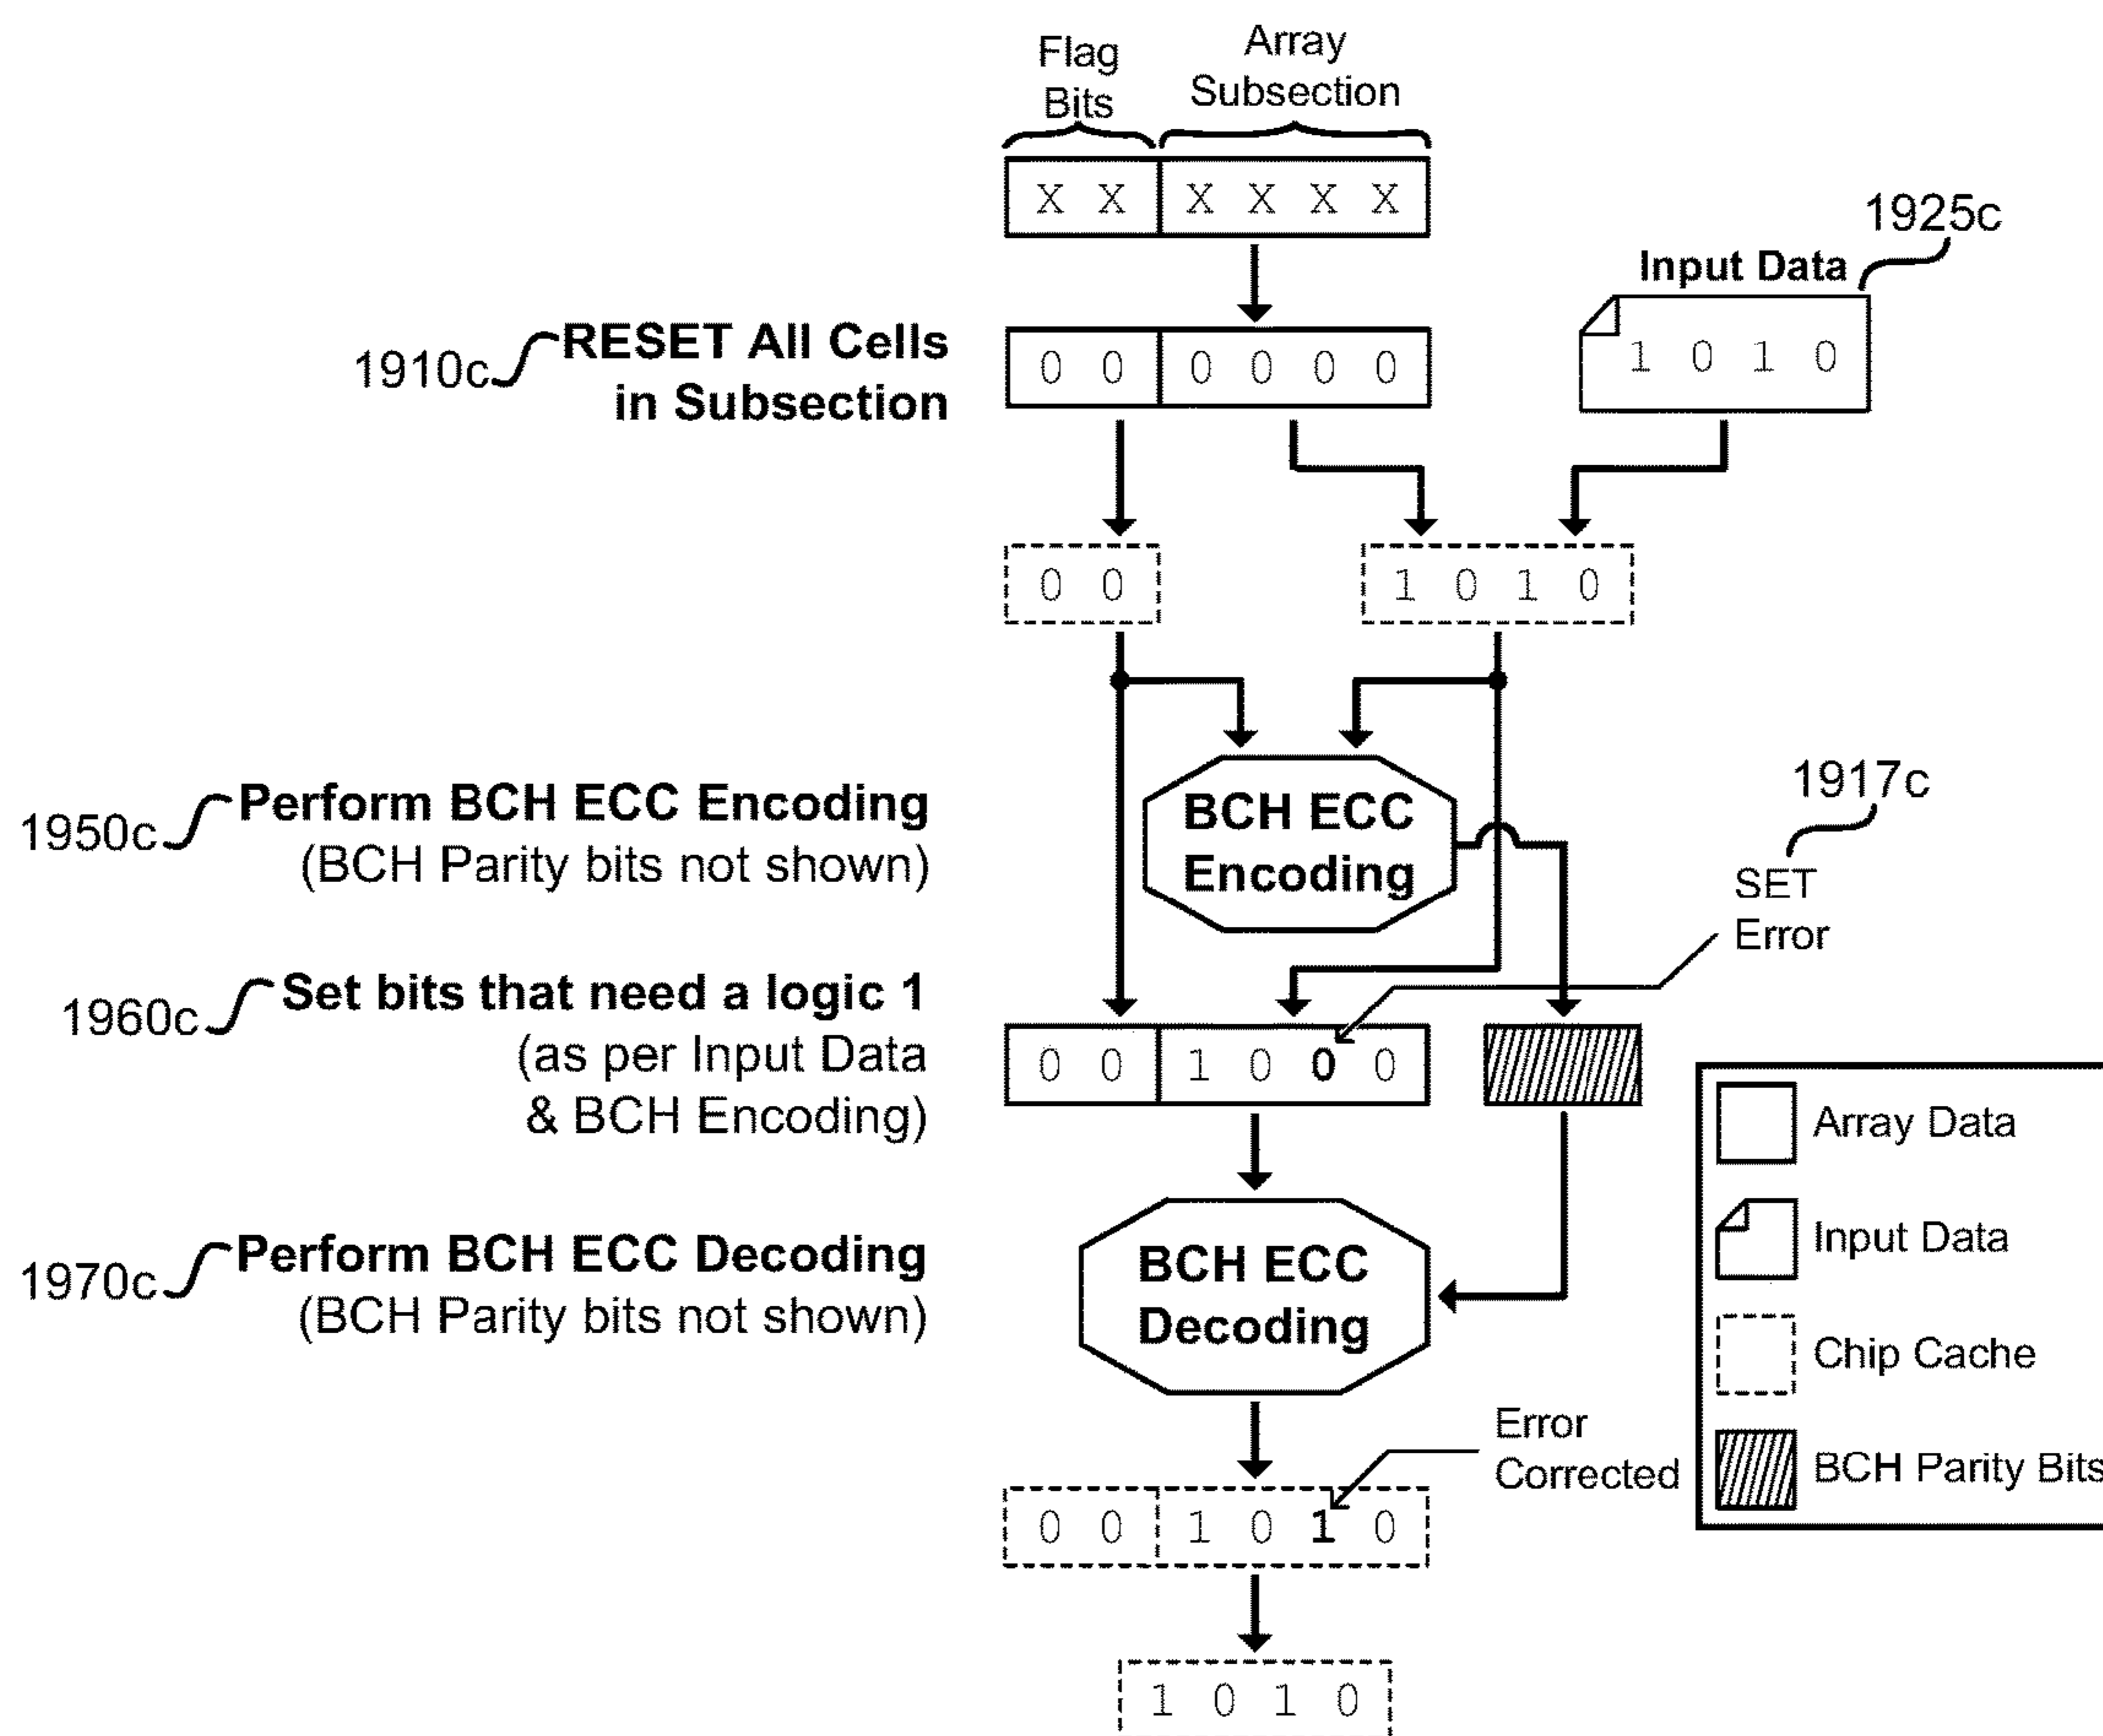 Flag
Bits
Array
Subsection
X X X X X X
1925c
Input Data
1 0 1 0
1910c
RESET All Cells
in Subsection
0 0 0 0 0 0
0 0
1 0 1 0
1950c
Perform BCH ECC Encoding
(BCH Parity bits not shown)
BCH ECC
Encoding
1917c
SET
Error
1960c
Set bits that need a logic 1
(as per Input Data
& BCH Encoding)
0 0 1 0 0 0
1970c
Perform BCH ECC Decoding
(BCH Parity bits not shown)
BCH ECC
Decoding
Error
Corrected
0 0 1 0 1 0
1 0 1 0
Array Data
Input Data
Chip Cache
BCH Parity Bits